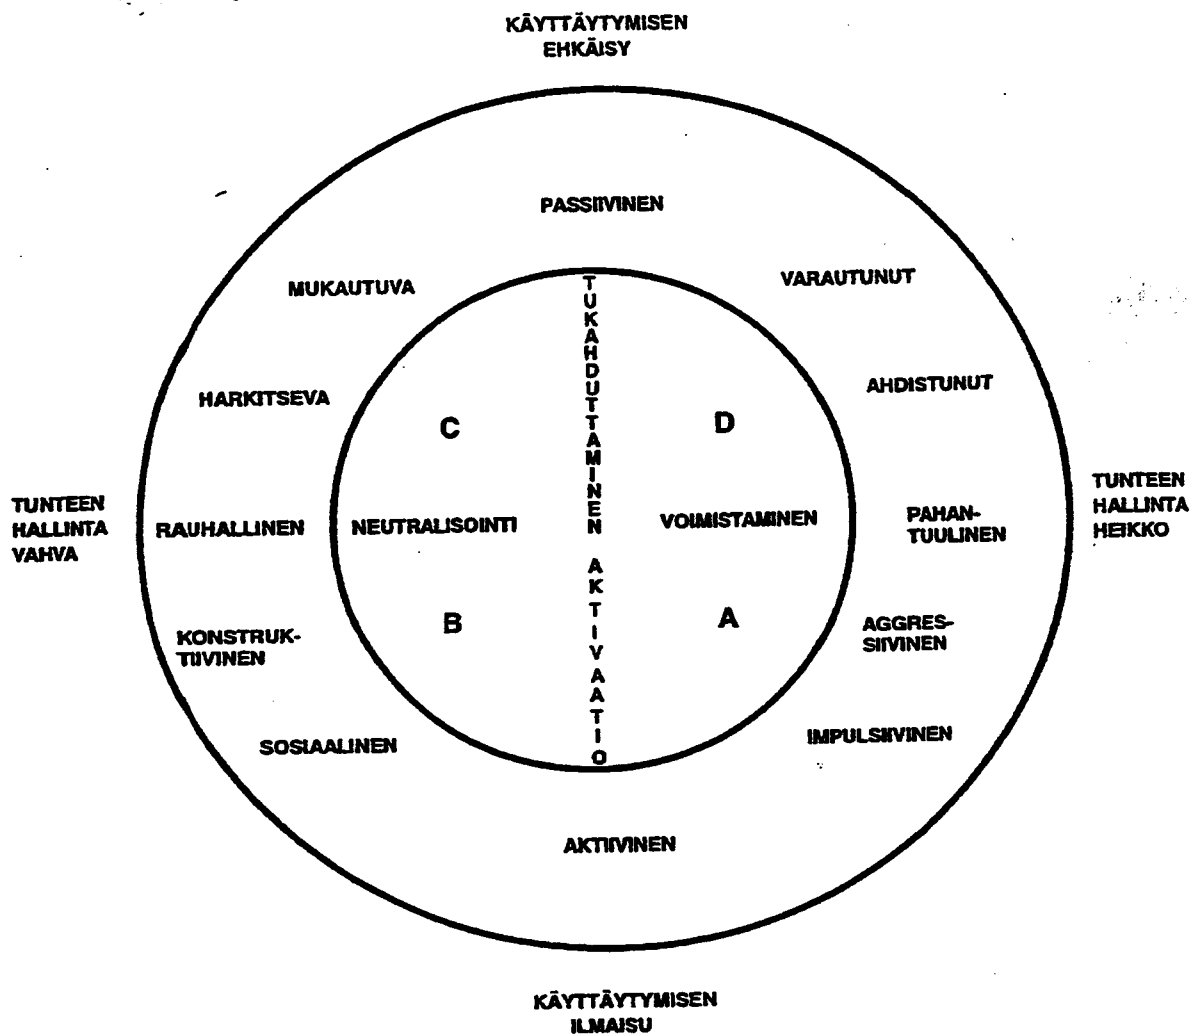 KÄYTTÄYTYMISEN
EHKÄISY
PASSIIVINEN
MUKAUTUVA
VARAUTUNUT
HARKITSEVA
AHDISTUNUT
TUKAHDUTTAMINEN
C
D
TUNTEEN
HALLINTA
VAHVA
RAUHALLINEN
NEUTRALISOINTI
VOIMISTAMINEN
PAHAN-
TUULINEN
TUNTEEN
HALLINTA
HEIKKO
AKTIVAATIO
B
A
KONSTRUK-
TIIVINEN
AGGRES-
SIIVINEN
SOSIAALINEN
IMPULSIIVINEN
AKTIIVINEN
KÄYTTÄYTYMISEN
ILMAISU